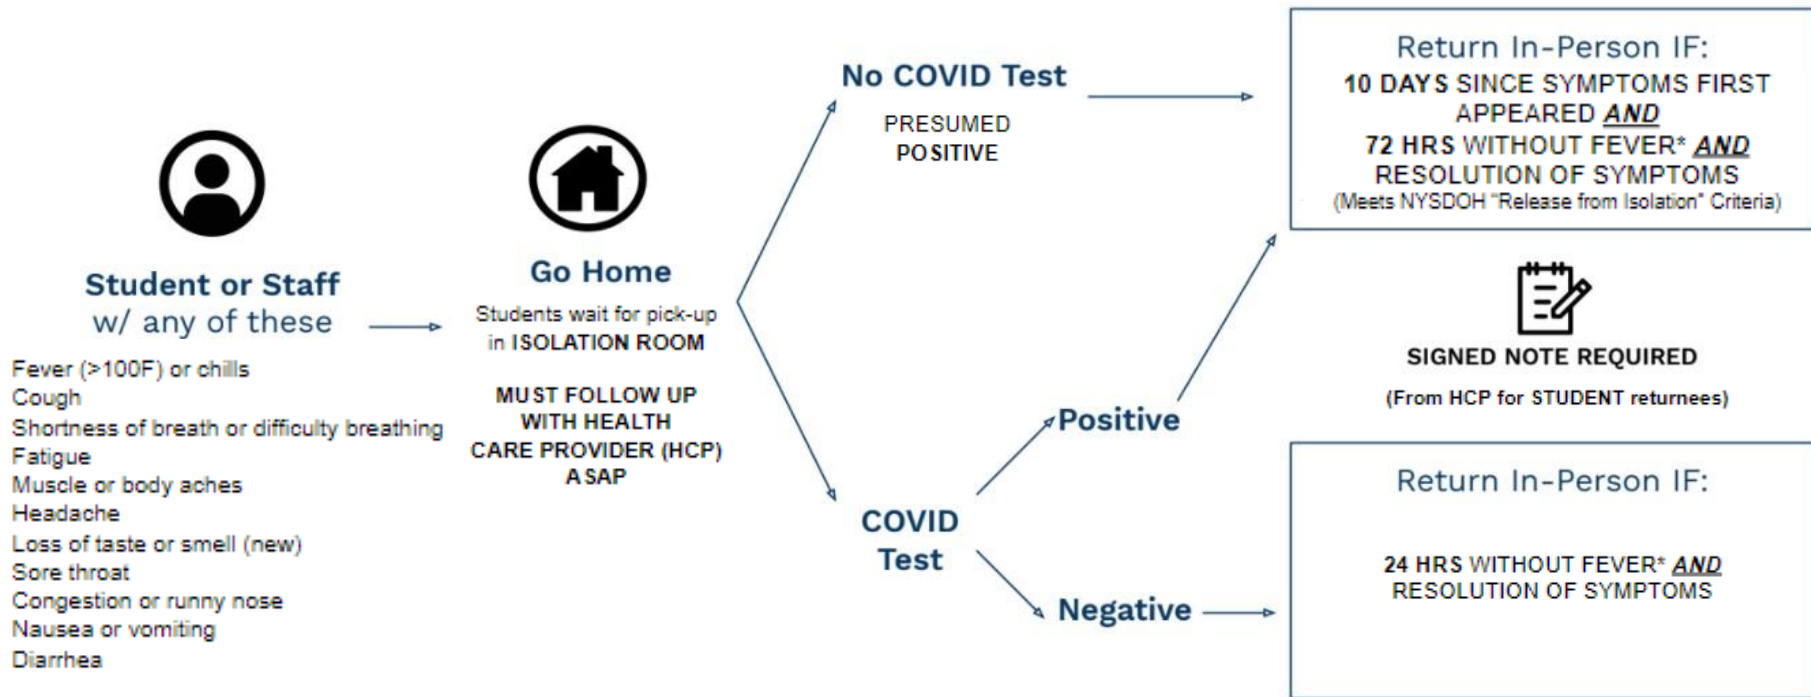 Student or Staff
w/ any of these
Fever (>100F) or chills
Cough
Shortness of breath or difficulty breathing
Fatigue
Muscle or body aches
Headache
Loss of taste or smell (new)
Sore throat
Congestion or runny nose
Nausea or vomiting
Diarrhea
Go Home
Students wait for pick-up
in ISOLATION ROOM
MUST FOLLOW UP
WITH HEALTH
CARE PROVIDER (HCP)
ASAP
No COVID Test
PRESUMED
POSITIVE
COVID
Test
Positive
Negative
Return In-Person IF:
10 DAYS SINCE SYMPTOMS FIRST
APPEARED AND
72 HRS WITHOUT FEVER* AND
RESOLUTION OF SYMPTOMS
(Meets NYSDOH "Release from Isolation" Criteria)
SIGNED NOTE REQUIRED
(From HCP for STUDENT returnees)
Return In-Person IF:
24 HRS WITHOUT FEVER* AND
RESOLUTION OF SYMPTOMS